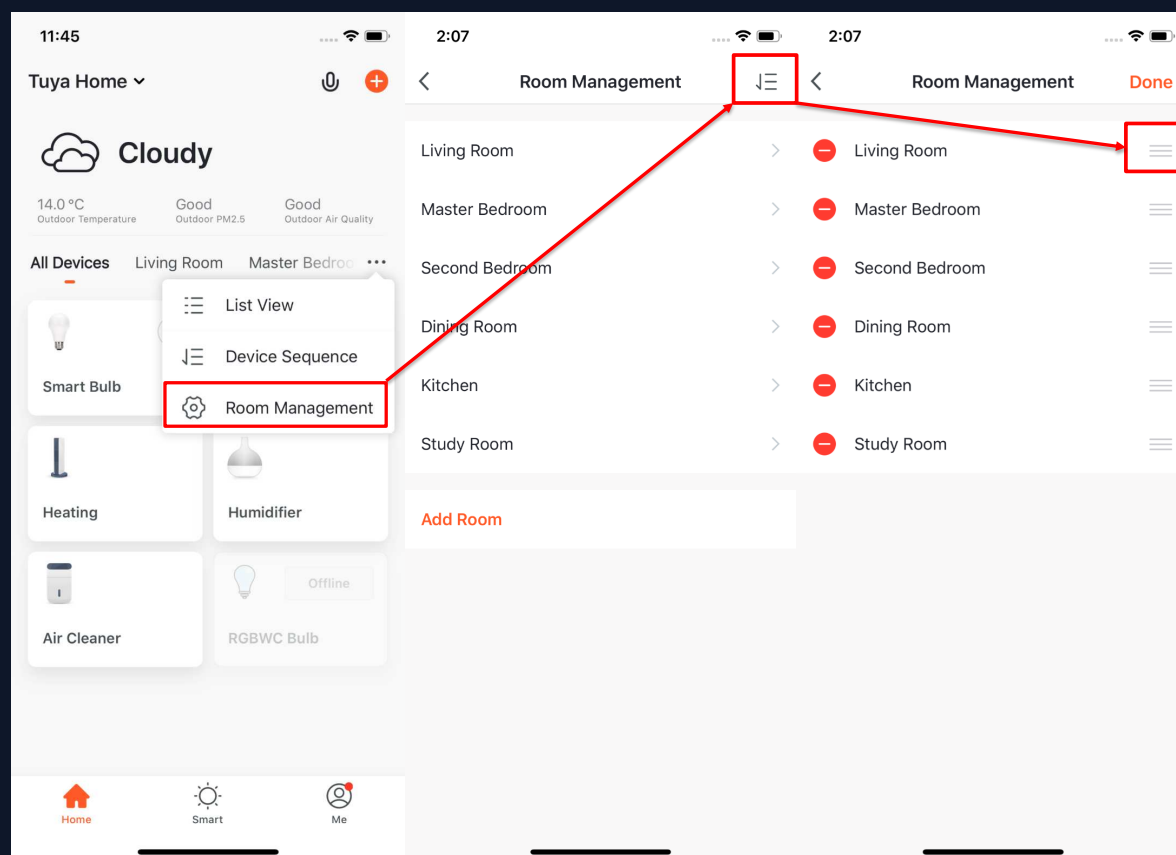 11:45
Tuya Home
Cloudy
14.0 °C Good Good
Outdoor Temperature Outdoor PM2.5 Outdoor Air Quality
All Devices Living Room Master Bedroo
List View
Device Sequence
Room Management
Smart Bulb
Heating
Humidifier
Offline
Air Cleaner
RGBWC Bulb
Home
Smart
Me
2:07
Room Management
Living Room
Master Bedroom
Second Bedroom
Dining Room
Kitchen
Study Room
Add Room
2:07
Room Management Done
Living Room
Master Bedroom
Second Bedroom
Dining Room
Kitchen
Study Room